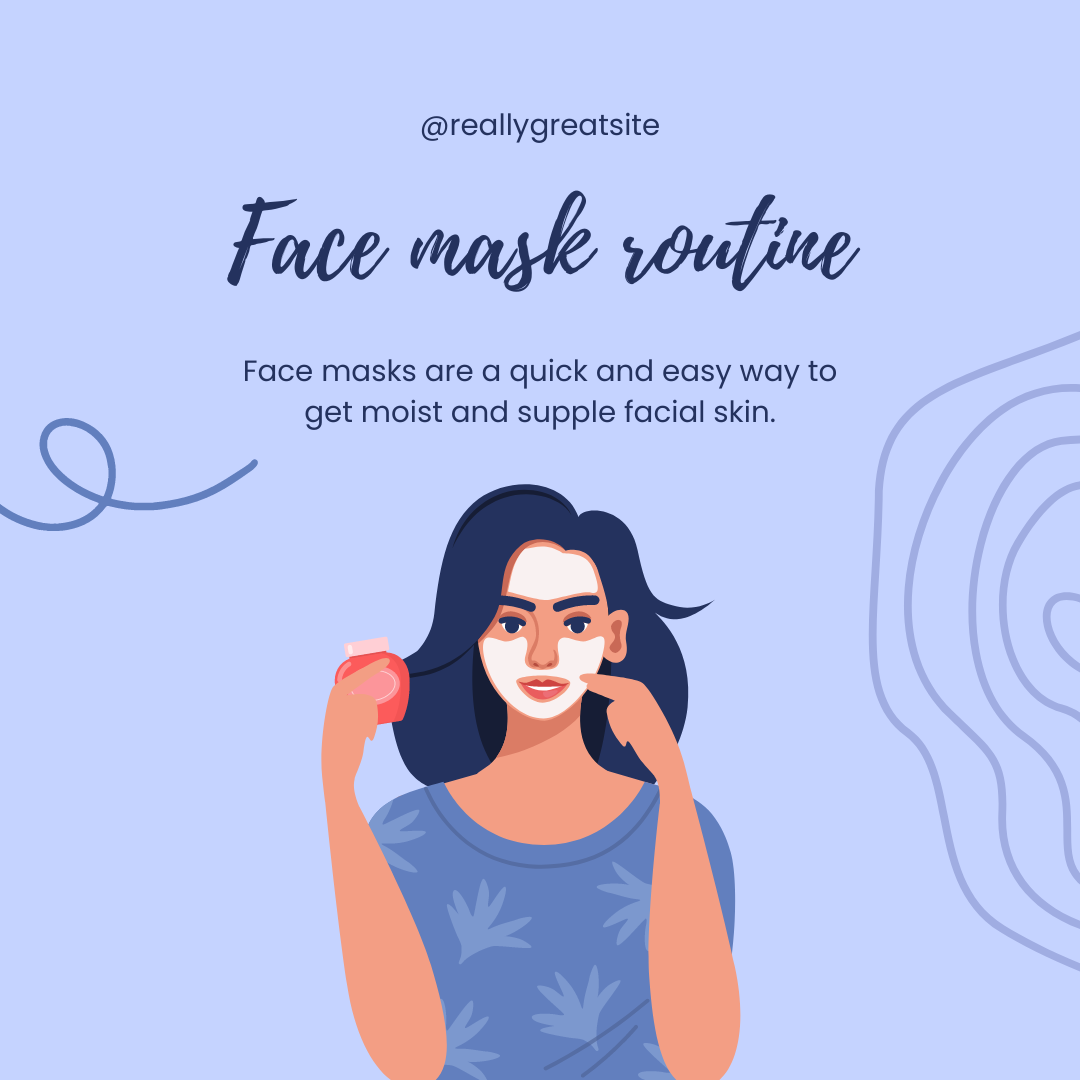 @reallygreatsite
Face mask routine
Face masks are a quick and easy way to
get moist and supple facial skin.